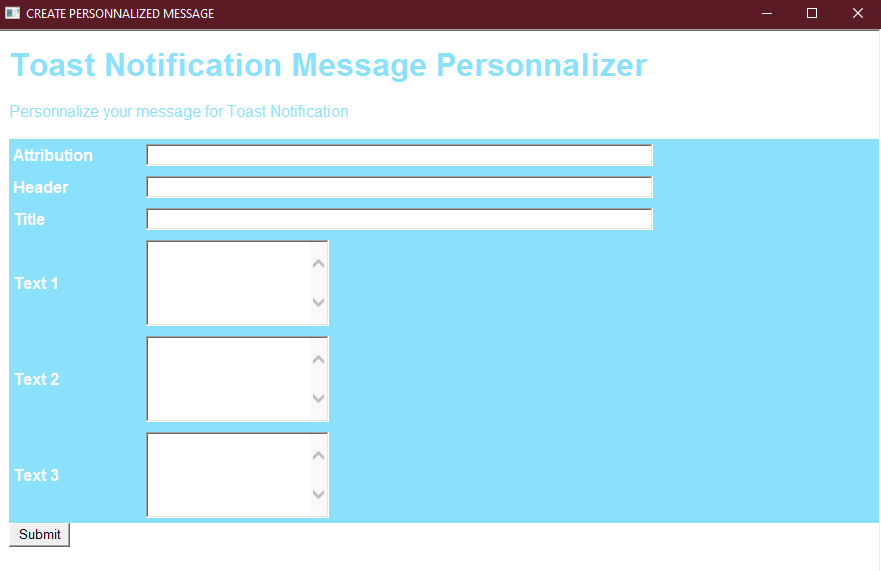 CREATE PERSONNALIZED MESSAGE
Toast Notification Message Personnalizer
Personnalize your message for Toast Notification
Attribution
Header
Title
Text 1
Text 2
Text 3
Submit